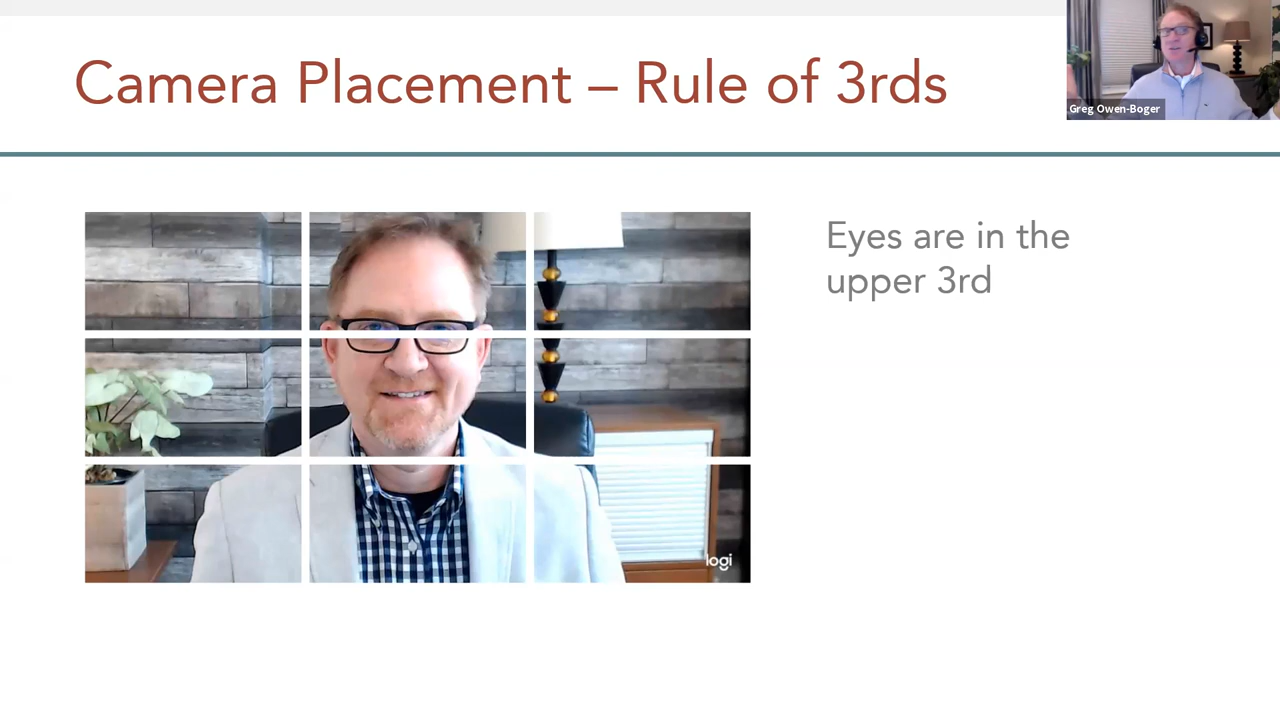 Camera Placement – Rule of 3rds
Greg Owen-Boger
Eyes are in the
upper 3rd
logi